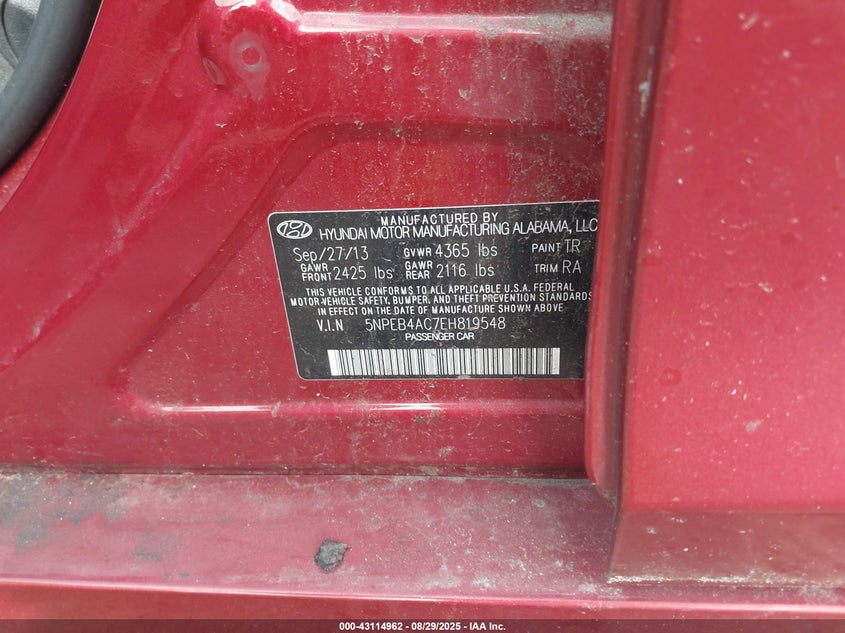 MANUFACTURED BY
HYUNDAI MOTOR MANUFACTURING ALABAMA, LLC
Sep/27/13 GVWR 4365 lbs PAINT TR
GAWR FRONT 2425 lbs GAWR REAR 2116 lbs TRIM RA
THIS VEHICLE CONFORMS TO ALL APPLICABLE U.S.A. FEDERAL
MOTOR VEHICLE SAFETY, BUMPER, AND THEFT PREVENTION STANDARDS
IN EFFECT ON THE DATE OF MANUFACTURE SHOWN ABOVE
V.I.N 5NPEB4AC7EH819548
PASSENGER CAR
000-43114962 - 08/29/2025 - IAA Inc.